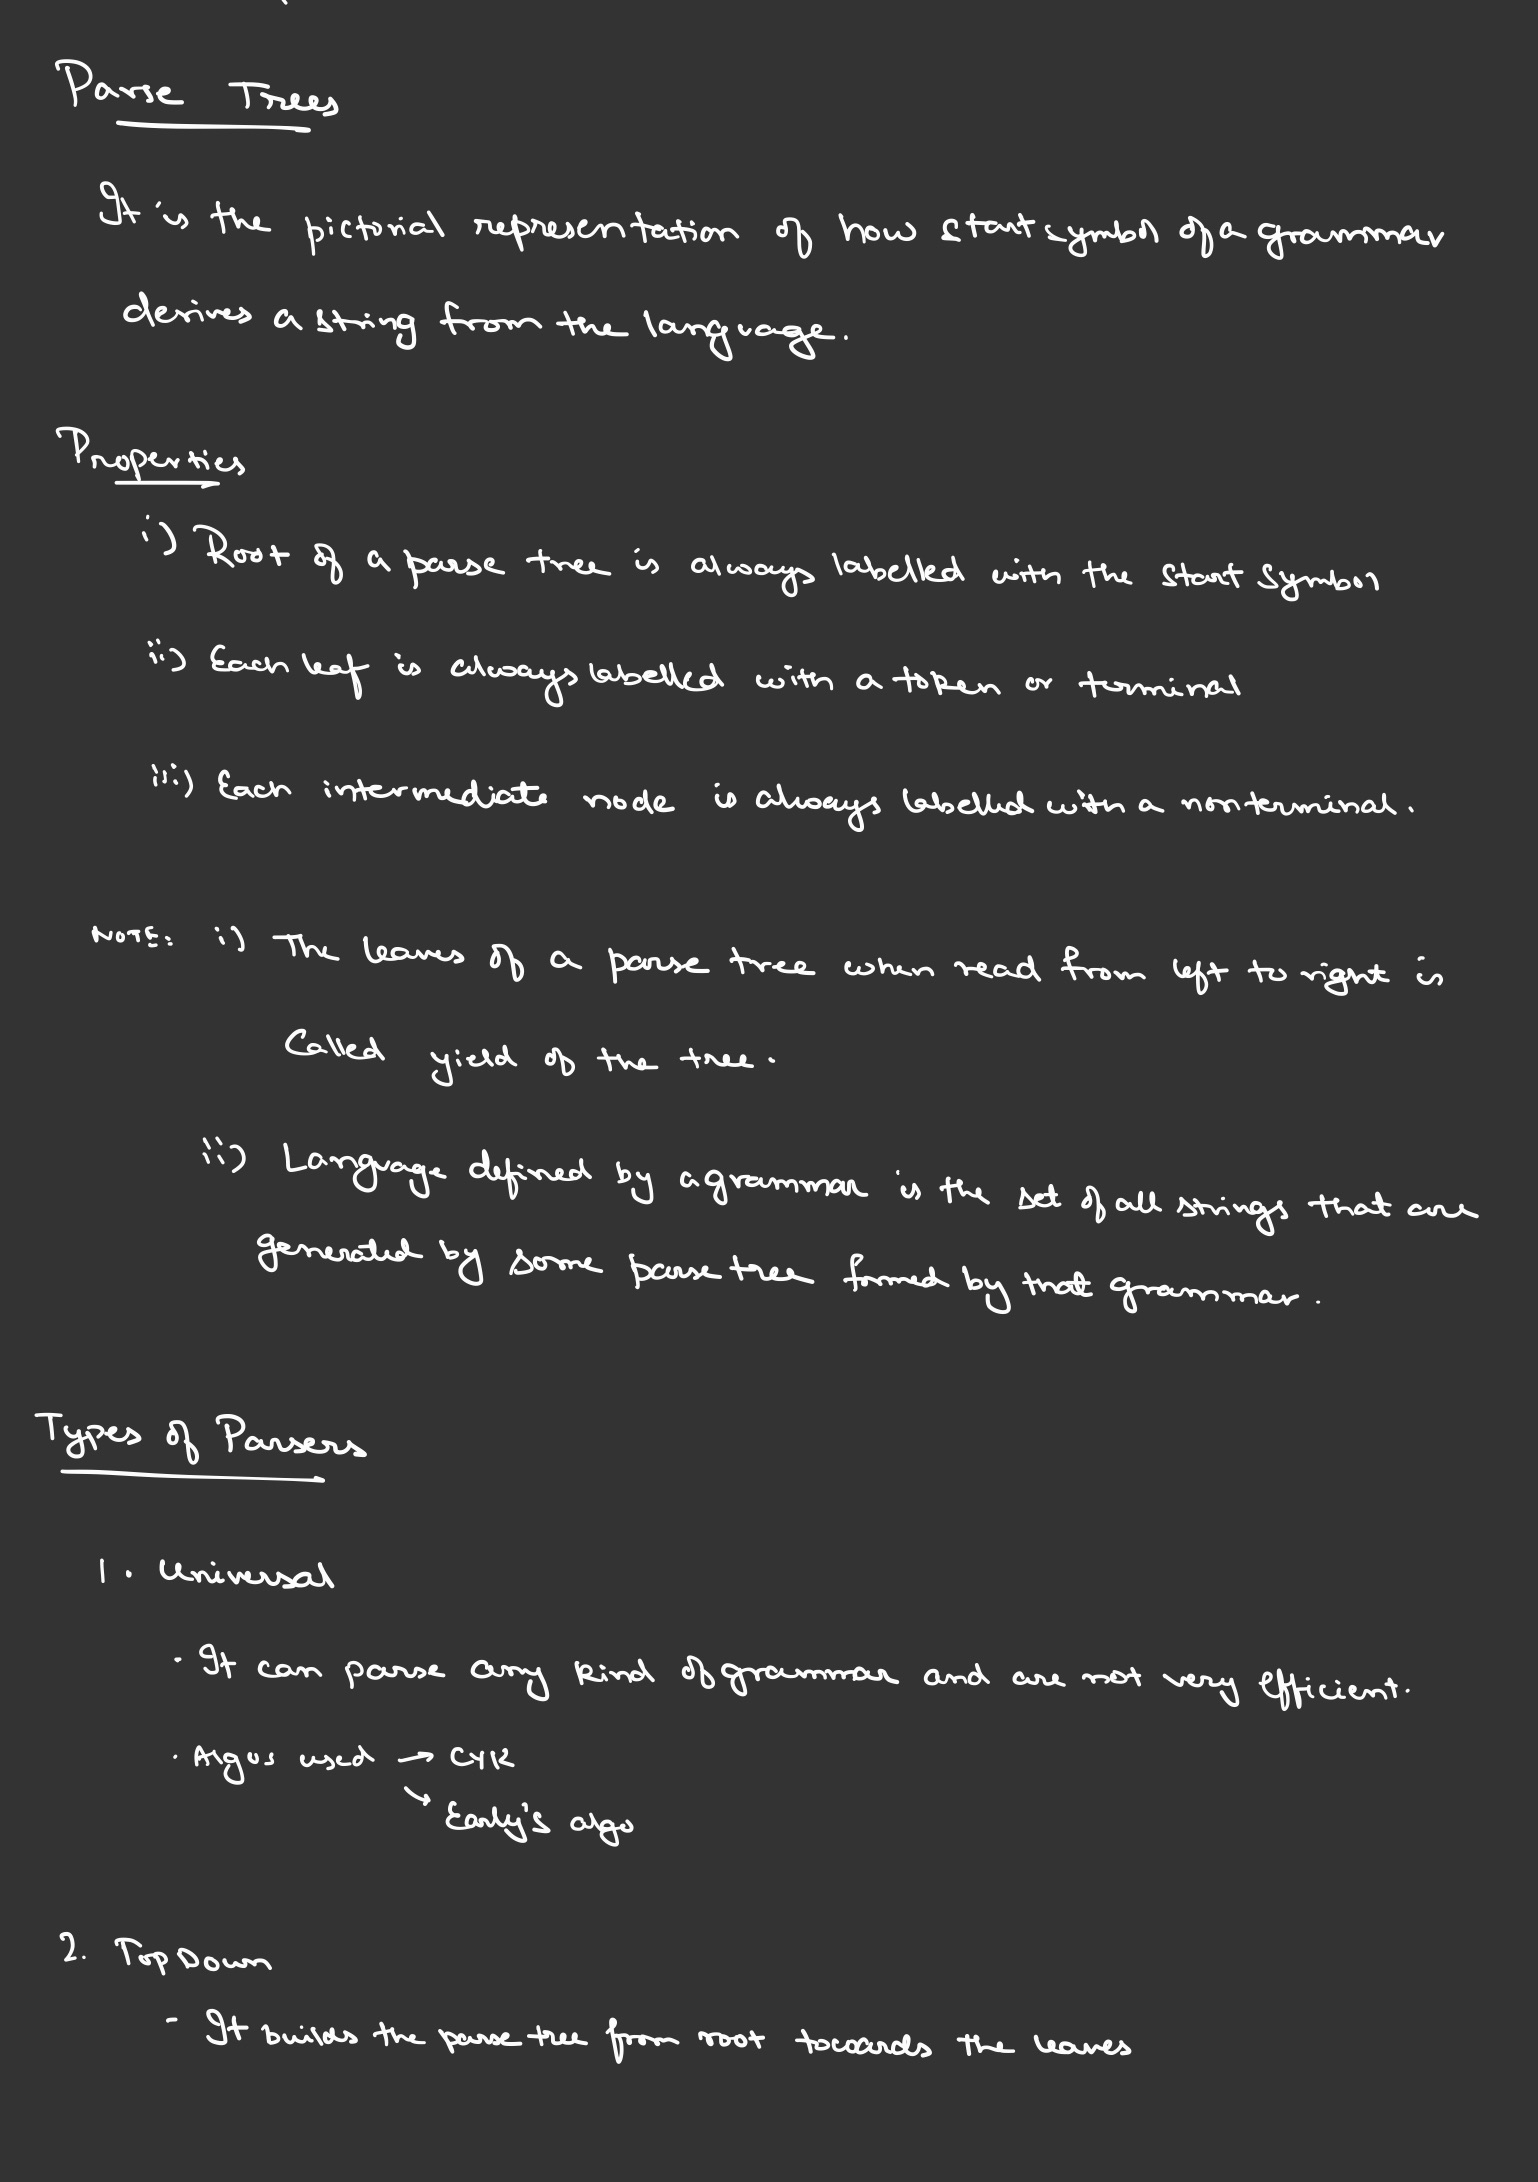 Parse Trees
It is the pictorial representation of how start symbol of a grammar
derives a string from the language.
Properties
i) Root of a parse tree is always labelled with the start symbol
ii) Each leaf is always labelled with a token or terminal
iii) Each intermediate node is always labelled with a nonterminal.
NOTE: i) The leaves of a parse tree when read from left to right is
Called yield of the tree.
ii) Language defined by a grammar is the set of all strings that are
generated by some parse tree formed by that grammar.
Types of Parsers
1. Universal
· It can parse any kind of grammar and are not very efficient.
· Algos used → CYK
↘ Early's algo
2. Top Down
- It builds the parse tree from root towards the leaves